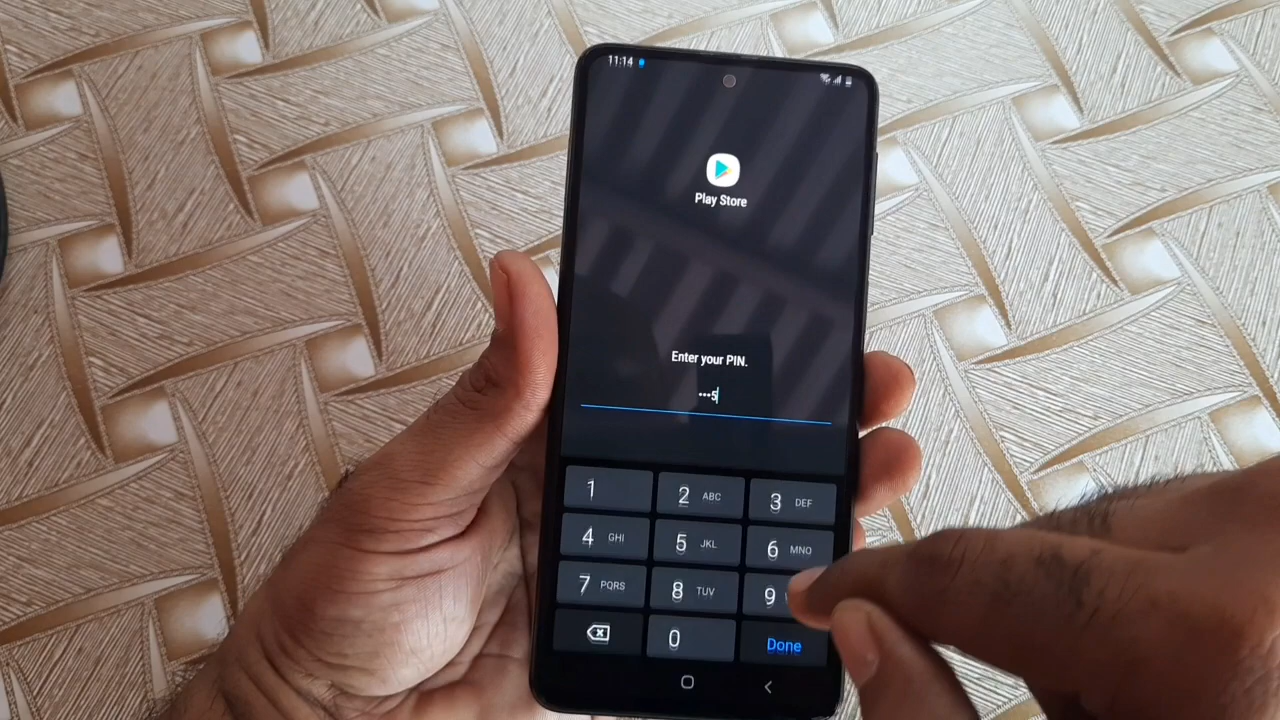 11:14
Play Store
Enter your PIN.
•••5
1
2 ABC
3 DEF
4 GHI
5 JKL
6 MNO
7 PQRS
8 TUV
9
0
Done